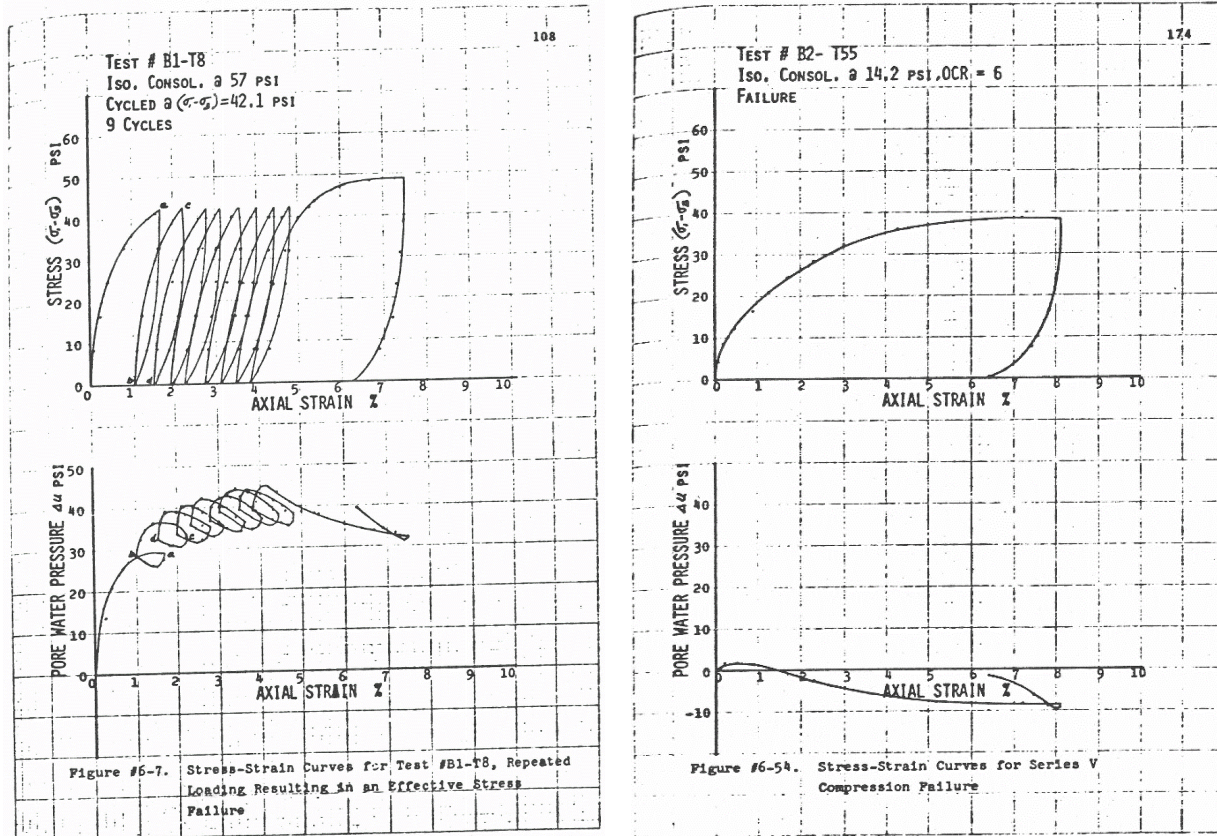 108
TEST # B1-T8
ISO. CONSOL. @ 57 PSI
CYCLED @ (σ₁-σ₃)=42.1 PSI
9 CYCLES
STRESS (σ₁-σ₃) PSI
60
50
40
30
20
10
0
a
c
b
d
0 1 2 3 4 5 6 7 8 9 10
AXIAL STRAIN %
PORE WATER PRESSURE Δu PSI
50
40
30
20
10
0
b
a
d
c
0 1 2 3 4 5 6 7 8 9 10
AXIAL STRAIN %
Figure #6-7. Stress-Strain Curves for Test #B1-T8, Repeated
Loading Resulting in an Effective Stress
Failure
174
TEST # B2- T55
ISO. CONSOL. @ 14.2 PSI,OCR = 6
FAILURE
STRESS (σ₁-σ₃) PSI
60
50
40
30
20
10
0
0 1 2 3 4 5 6 7 8 9 10
AXIAL STRAIN %
PORE WATER PRESSURE Δu PSI
40
30
20
10
0
-10
0 1 2 3 4 5 6 7 8 9 10
AXIAL STRAIN %
Figure #6-54. Stress-Strain Curves for Series V
Compression Failure